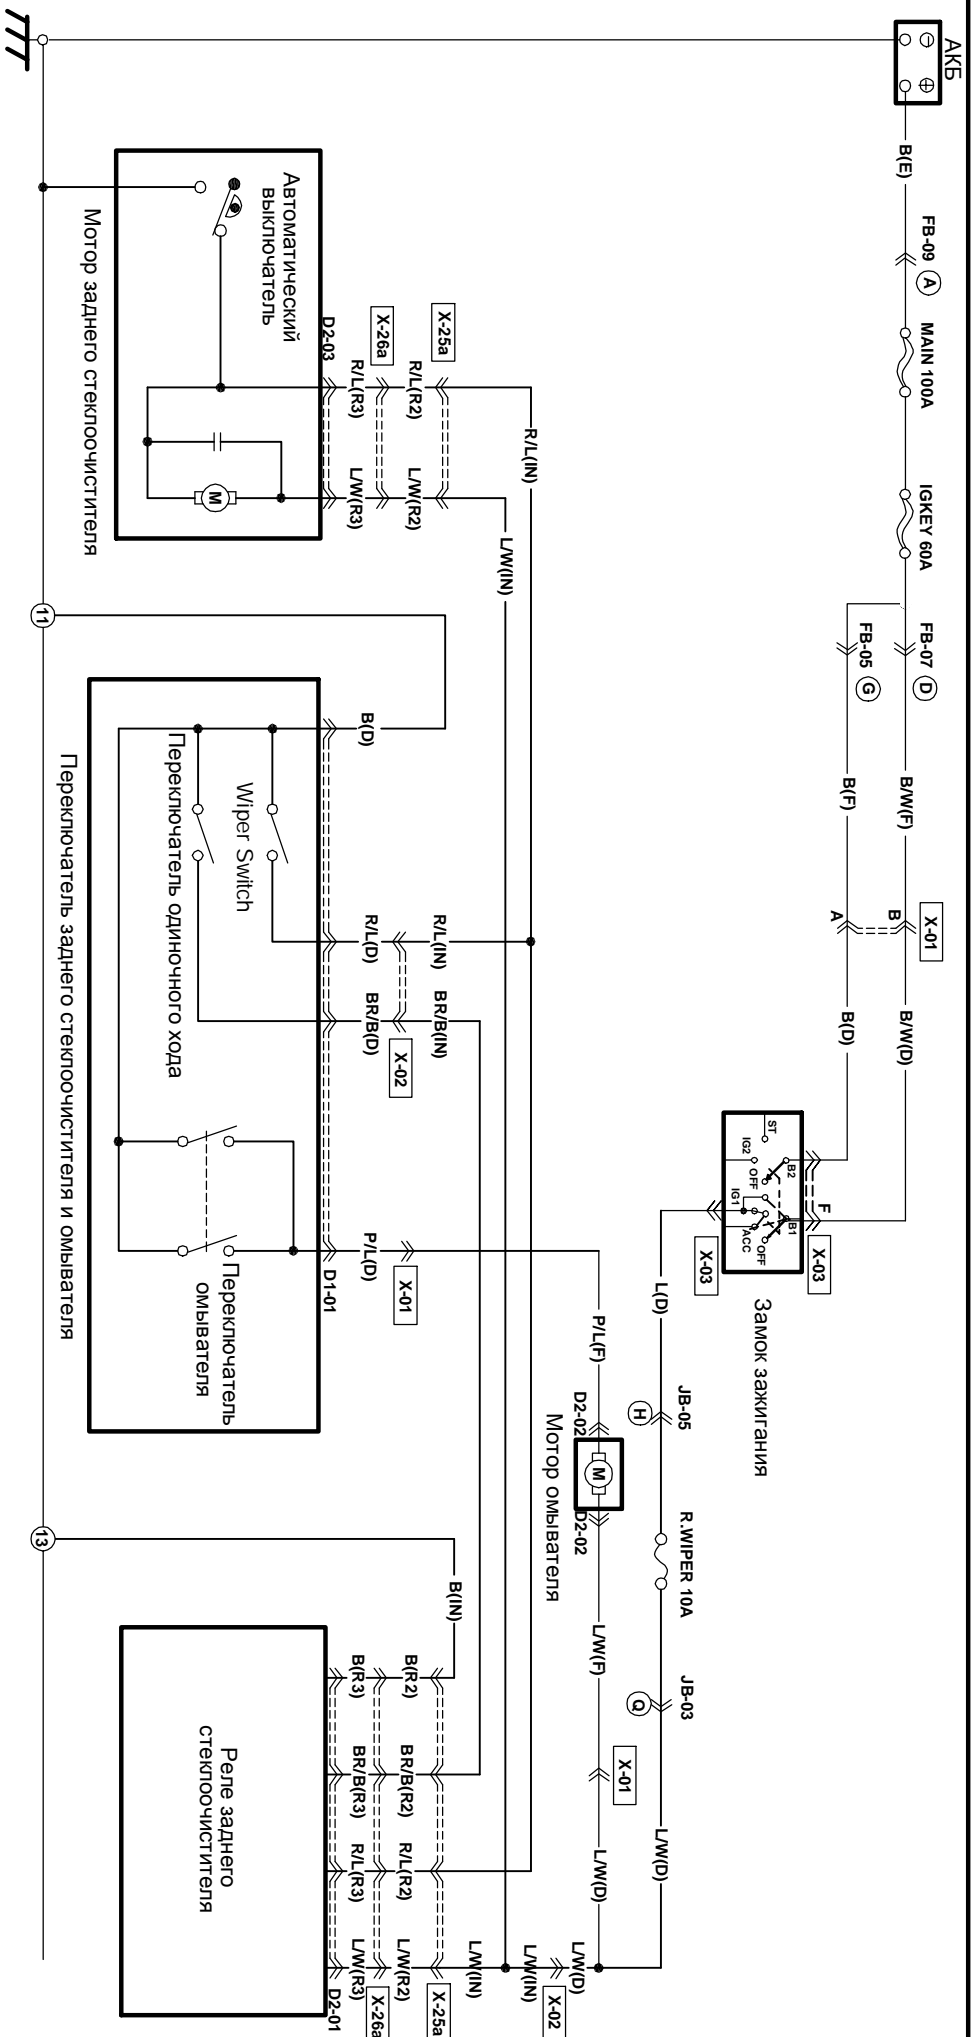 АКБ
B(E)
FB-09
A
MAIN 100A
IGKEY 60A
FB-07
D
FB-05
G
B/W(F)
B(F)
X-01
B
A
B/W(D)
B(D)
X-03
F
B2
B1
ST
IG2
OFF
IG1
ACC
OFF
X-03
Замок зажигания
L(D)
JB-05
H
R.WIPER 10A
JB-03
Q
L/W(D)
P/L(F)
D2-02
M
D2-02
Мотор омывателя
L/W(F)
X-01
L/W(D)
L/W(D)
X-02
L/W(IN)
L/W(IN)
R/L(IN)
L/W(IN)
X-25a
R/L(R2)
L/W(R2)
X-26a
R/L(R3)
L/W(R3)
D2-03
Автоматический
выключатель
M
Мотор заднего стеклоочистителя
11
B(D)
R/L(IN)
BR/B(IN)
X-02
R/L(D)
BR/B(D)
P/L(D)
X-01
D1-01
Wiper Switch
Переключатель одиночного хода
Переключатель
омывателя
Переключатель заднего стеклоочистителя и омывателя
13
B(IN)
B(R2)
BR/B(R2)
R/L(R2)
L/W(R2)
X-25a
B(R3)
BR/B(R3)
R/L(R3)
L/W(R3)
X-26a
D2-01
Реле заднего
стеклоочистителя